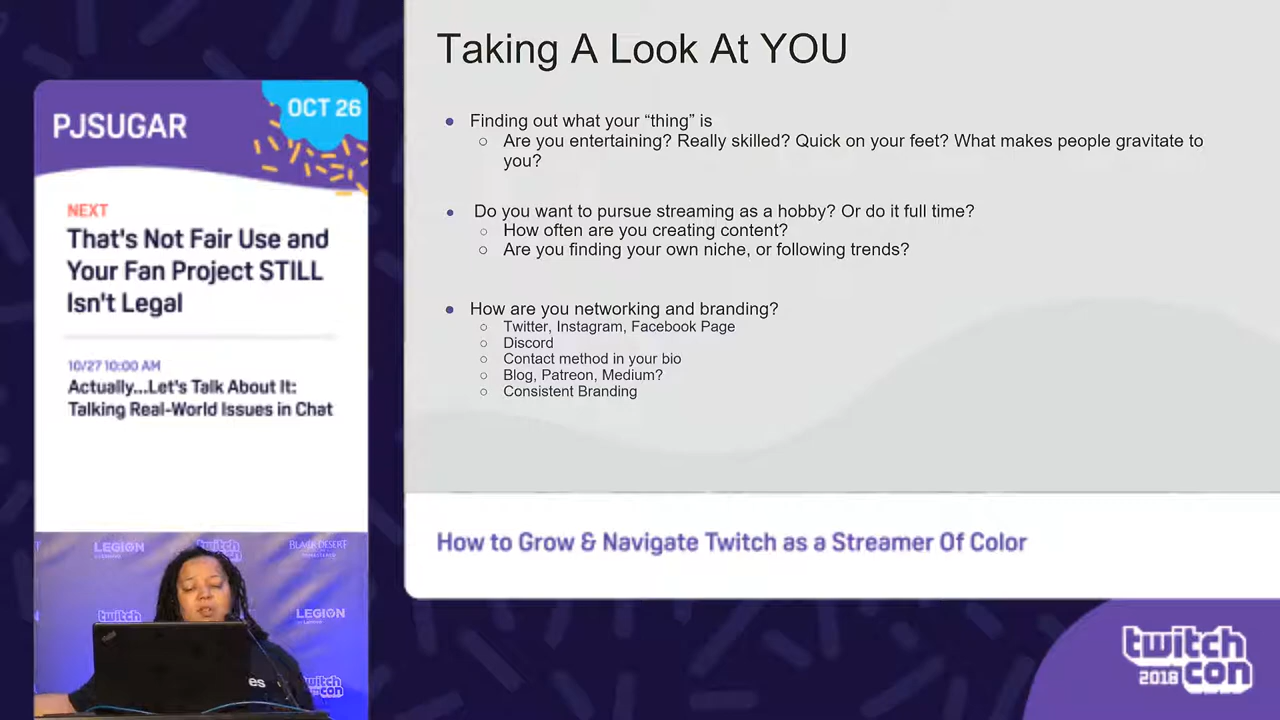 PJSUGAR
OCT 26
NEXT
That's Not Fair Use and
Your Fan Project STILL
Isn't Legal
10/27 10:00 AM
Actually...Let's Talk About It:
Talking Real-World Issues in Chat
LEGION
twitch
con
BLACK DESERT
twitch
LEGION
es
twitch
con
Taking A Look At YOU
● Finding out what your “thing” is
○ Are you entertaining? Really skilled? Quick on your feet? What makes people gravitate to
you?
● Do you want to pursue streaming as a hobby? Or do it full time?
○ How often are you creating content?
○ Are you finding your own niche, or following trends?
● How are you networking and branding?
○ Twitter, Instagram, Facebook Page
○ Discord
○ Contact method in your bio
○ Blog, Patreon, Medium?
○ Consistent Branding
How to Grow & Navigate Twitch as a Streamer Of Color
twitch
2018 con